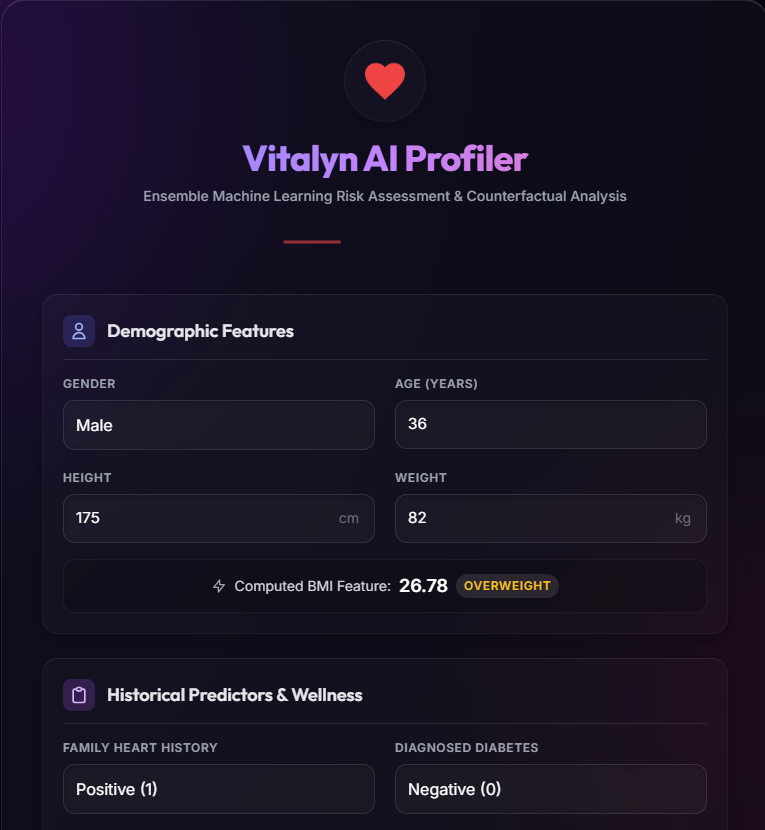 Vitalyn AI Profiler
Ensemble Machine Learning Risk Assessment & Counterfactual Analysis
Demographic Features
GENDER
AGE (YEARS)
Male
36
HEIGHT
WEIGHT
175 cm
82 kg
Computed BMI Feature: 26.78 OVERWEIGHT
Historical Predictors & Wellness
FAMILY HEART HISTORY
DIAGNOSED DIABETES
Positive (1)
Negative (0)